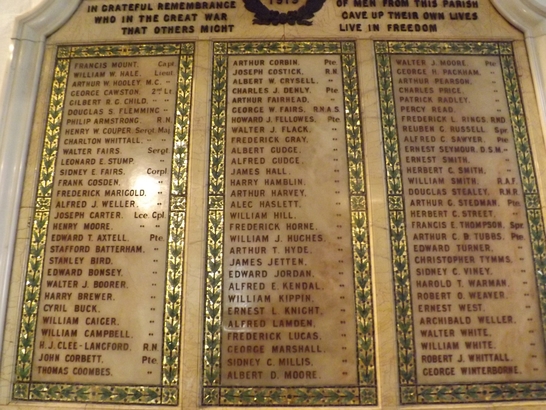 IN GRATEFUL REMEMBRANCE OF MEN FROM THIS PARISH
WHO IN THE GREAT WAR GAVE UP THEIR OWN LIVES
THAT OTHERS MIGHT LIVE IN FREEDOM
FRANCIS MOUNT. Capt.
WILLIAM W. HALE. Lieut.
ARTHUR W. HOOLEY. M.C. "
GEORGE CAWSTON. 2nd Lt
GILBERT R.G. CHILD. "
DOUGLAS S. FLEMMING "
PHILIP ARMSTRONG. R.N
HENRY W. COUPER. Sergt. Maj.
CHARLTON WHITTALL. "
WALTER FAIRS. Sergt.
LEONARD E. STUMP. "
SIDNEY E. FAIRS. Corpl
FRANK COSDEN. "
FREDERICK MARIGOLD. "
ALFRED J. WELLER. "
JOSEPH CARTER. Lce Cpl.
HENRY MOORE. "
EDWARD T. AXTELL. Pte.
STAFFORD BATTERHAM. "
STANLEY BIRD. "
EDWARD BONSEY. "
WALTER J. BOORER. "
HARRY BREWER. "
CYRIL BUCK. "
WILLIAM CAIGER. "
WILLIAM CAMPBELL. "
H.J. CLEE-LANGFORD. R.N
JOHN CORBETT. Pte
THOMAS COOMBES. "
ARTHUR CORBIN. Pte
JOSEPH COSTICK. R.N.
ALBERT W. CRYSELL. Pte.
CHARLES J. DENLY. Pte.
ARTHUR FAIRHEAD. "
GEORGE W. FAIRS. R.N.A.S.
HOWARD J. FELLOWES. Pte.
WALTER J. FLACK. "
FREDERICK GRAY. "
ALBERT GUDGE. "
ALFRED GUDGE. "
JAMES HALL. "
HARRY HAMBLIN. "
ARTHUR HARVEY. "
ALEC HASLETT. "
WILLIAM HILL. "
FREDERICK HORNE. "
WILLIAM J. HUGHES. "
ARTHUR T. HYDE. "
JAMES JETTEN. "
EDWARD JORDAN. "
ALFRED E. KENDAL. "
WILLIAM KIPPIN. "
ERNEST L. KNIGHT. "
ALFRED LAMDEN. "
FREDERICK LUCAS. "
GEORGE MARSHALL. "
SIDNEY C. MILLIS. "
ALBERT D. MOORE. "
WALTER J. MOORE. Pte
GEORGE H. PACKHAM. "
ARTHUR PEARSON. "
CHARLES PRICE. "
PATRICK RADLEY. "
PERCY READ. "
FREDERICK L. RINGS. R.N.D
REUBEN C. RUSSELL. Spr
ALFRED C. SAWYER. Pte.
ERNEST SEYMOUR. D.S.M. "
ERNEST SMITH. "
HERBERT C. SMITH. "
WILLIAM SMITH. R.A.F.
DOUGLAS STEALEY. R.N.R
ARTHUR C. STEDMAN. Pte.
HERBERT C. STREET. "
FRANCIS E. THOMPSON. Spr
ARTHUR C. B. TUBBS. Pte.
EDWARD TURNER. "
CHRISTOPHER TYMMS. "
SIDNEY C. VINEY. "
HAROLD T. WARMAN. "
ROBERT D. WEAVER. "
ERNEST WEST. "
ARCHIBALD WELLER. "
WALTER WHITE. "
WILLIAM WHITE. "
ROBERT J. WHITTALL. "
GEORGE WINTERBORNE. "